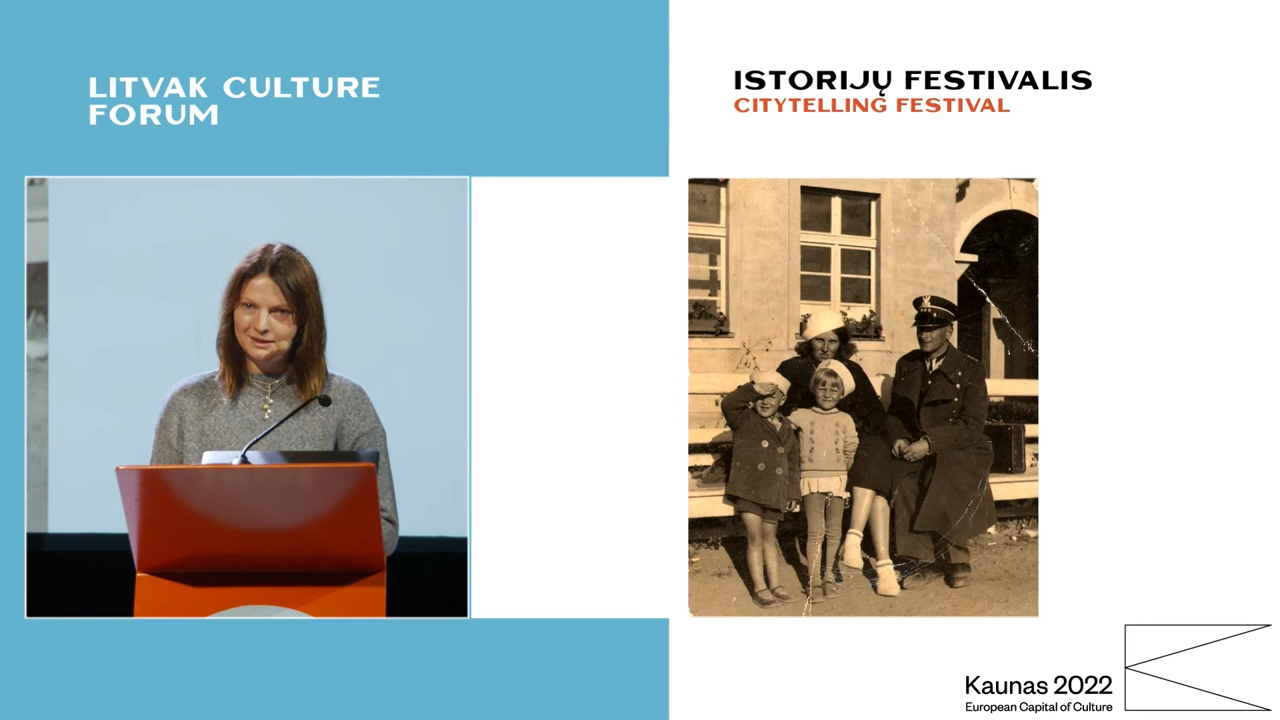 LITVAK CULTURE
FORUM
ISTORIJŲ FESTIVALIS
CITYTELLING FESTIVAL
Kaunas 2022
European Capital of Culture